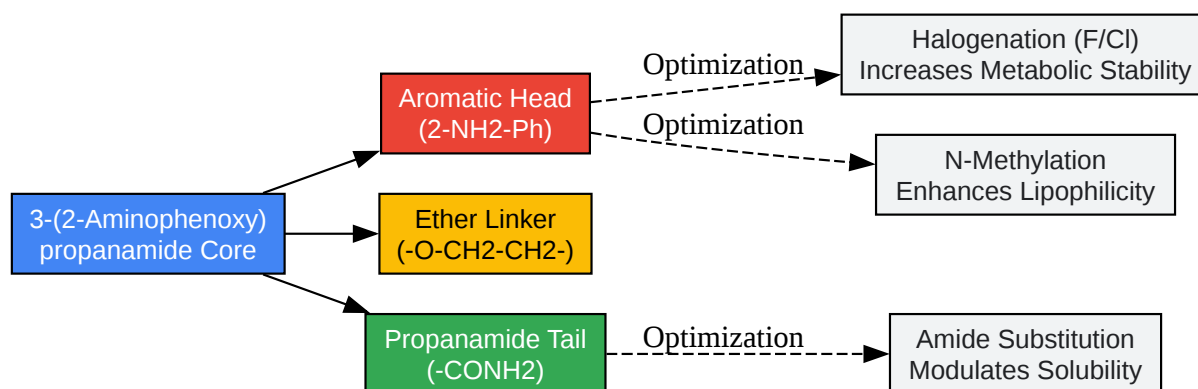 3-(2-Aminophenoxy)
propanamide Core
Aromatic Head
(2-NH2-Ph)
Ether Linker
(-O-CH2-CH2-)
Propanamide Tail
(-CONH2)
Optimization
Optimization
Optimization
Halogenation (F/Cl)
Increases Metabolic Stability
N-Methylation
Enhances Lipophilicity
Amide Substitution
Modulates Solubility